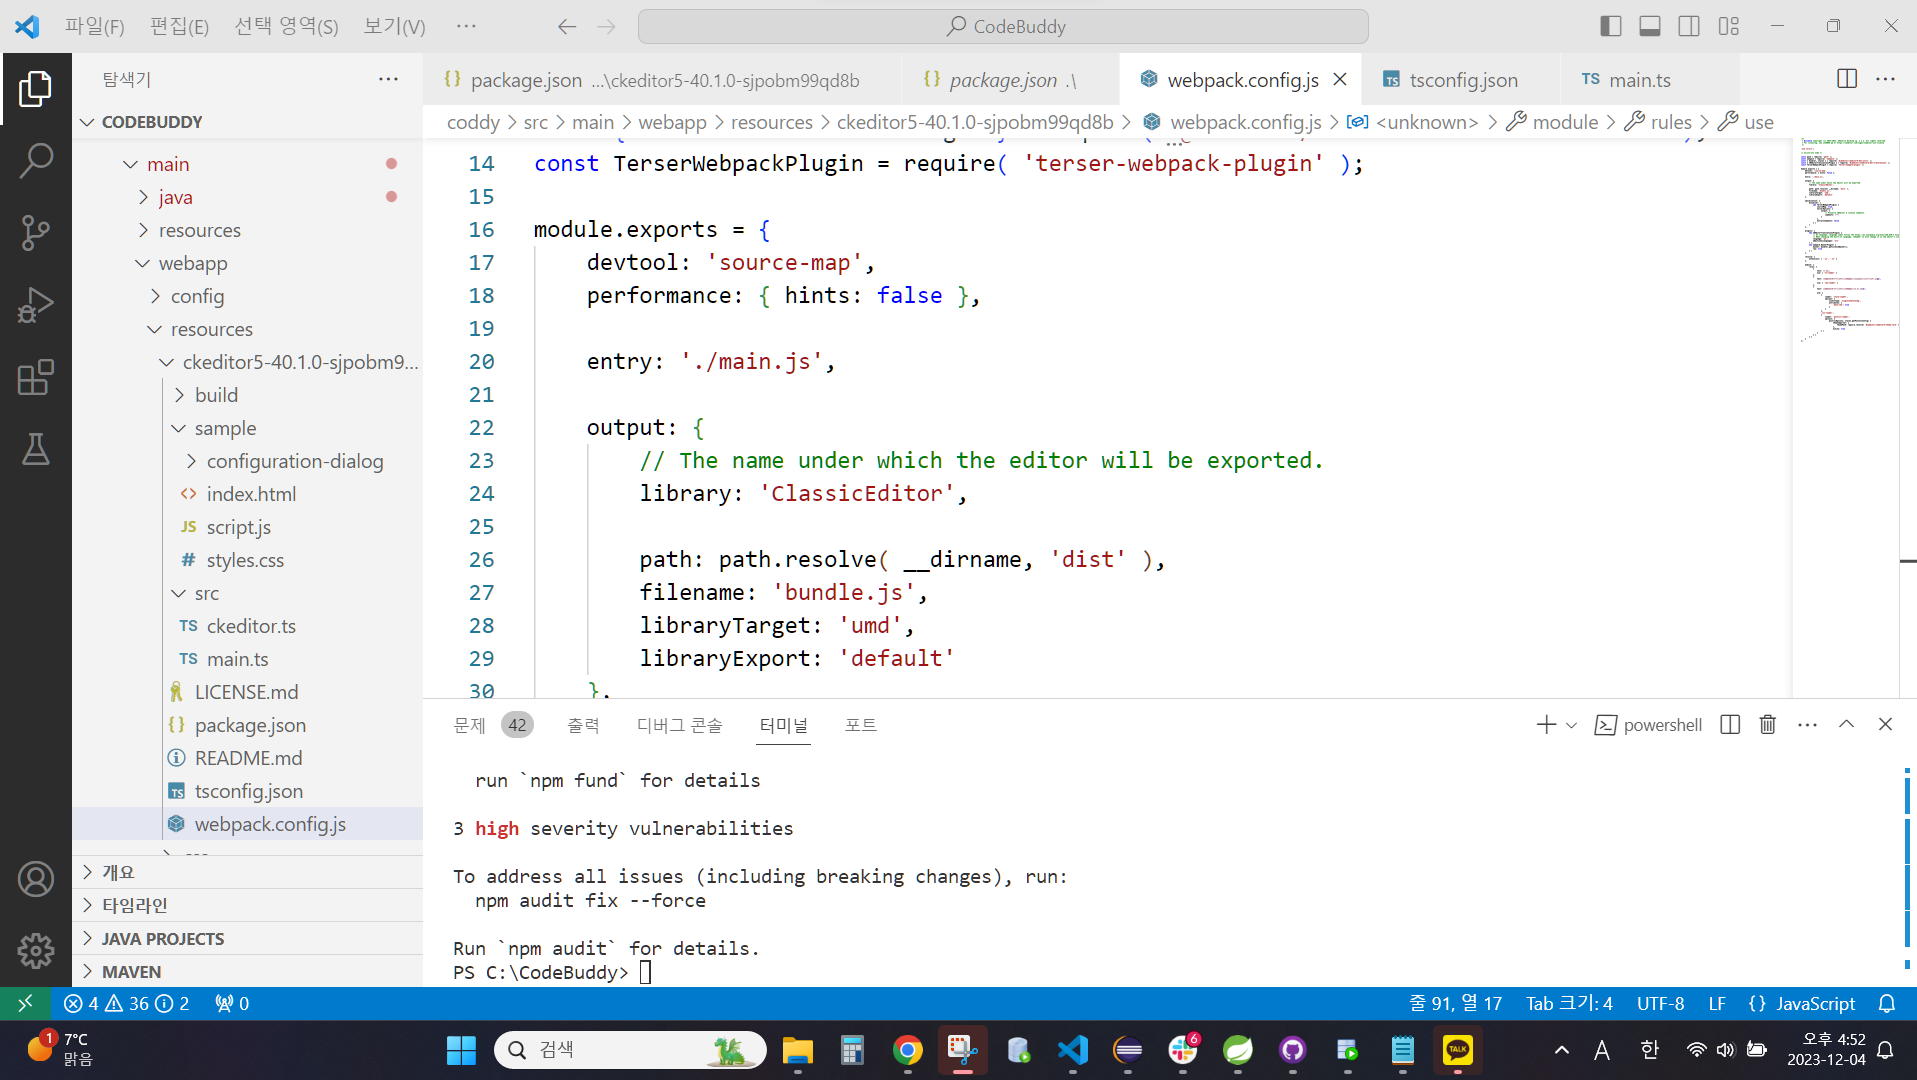 파일(F) 편집(E) 선택 영역(S) 보기(V) ··· CodeBuddy
탐색기 ···
package.json ...\ckeditor5-40.1.0-sjpobm99qd8b package.json .\ webpack.config.js tsconfig.json main.ts
coddy > src > main > webapp > resources > ckeditor5-40.1.0-sjpobm99qd8b > webpack.config.js > <unknown> > module > rules > use
CODEBUDDY
main
java
resources
webapp
config
resources
ckeditor5-40.1.0-sjpobm9...
build
sample
configuration-dialog
index.html
JS script.js
# styles.css
src
TS ckeditor.ts
TS main.ts
LICENSE.md
{} package.json
README.md
TS tsconfig.json
webpack.config.js
개요
타임라인
JAVA PROJECTS
MAVEN
14 const TerserWebpackPlugin = require( 'terser-webpack-plugin' );
15
16 module.exports = {
17 devtool: 'source-map',
18 performance: { hints: false },
19
20 entry: './main.js',
21
22 output: {
23 // The name under which the editor will be exported.
24 library: 'ClassicEditor',
25
26 path: path.resolve( __dirname, 'dist' ),
27 filename: 'bundle.js',
28 libraryTarget: 'umd',
29 libraryExport: 'default'
30 },
문제 42 출력 디버그 콘솔 터미널 포트 powershell
run `npm fund` for details
3 high severity vulnerabilities
To address all issues (including breaking changes), run:
npm audit fix --force
Run `npm audit` for details.
PS C:\CodeBuddy>
4 36 2 0 줄 91, 열 17 Tab 크기: 4 UTF-8 LF {} JavaScript
1 7°C
맑음
검색
6
TALK
A 한
오후 4:52
2023-12-04